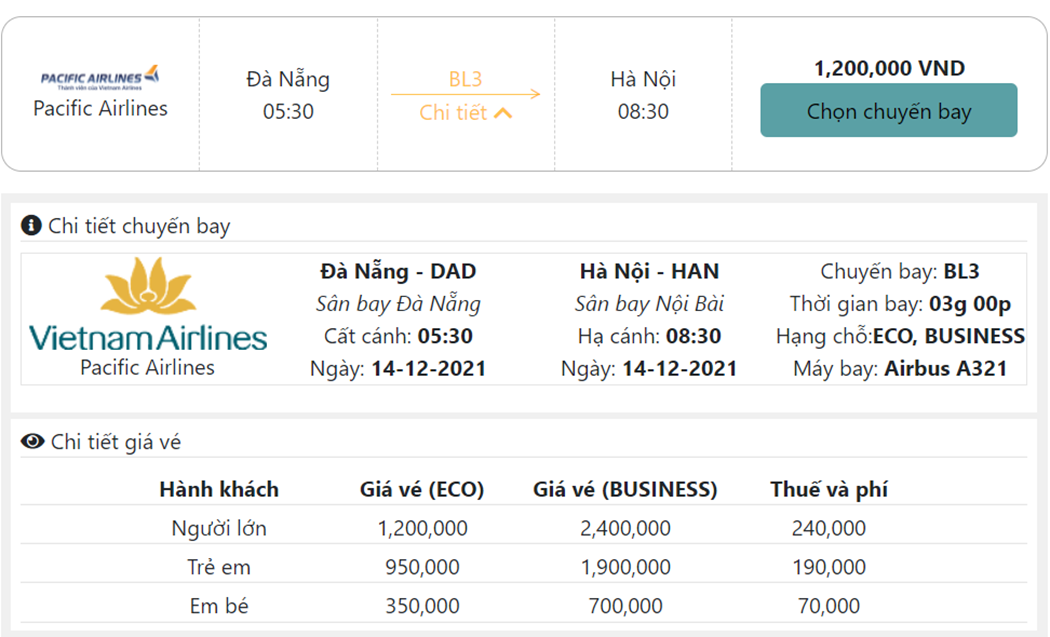 PACIFIC AIRLINES
Thành viên của Vietnam Airlines
Pacific Airlines
Đà Nẵng
05:30
BL3
Chi tiết
Hà Nội
08:30
1,200,000 VND
Chọn chuyến bay
Chi tiết chuyến bay
Vietnam Airlines
Pacific Airlines
Đà Nẵng - DAD
Sân bay Đà Nẵng
Cất cánh: 05:30
Ngày: 14-12-2021
Hà Nội - HAN
Sân bay Nội Bài
Hạ cánh: 08:30
Ngày: 14-12-2021
Chuyến bay: BL3
Thời gian bay: 03g 00p
Hạng chỗ:ECO, BUSINESS
Máy bay: Airbus A321
Chi tiết giá vé
Hành khách Giá vé (ECO) Giá vé (BUSINESS) Thuế và phí
Người lớn 1,200,000 2,400,000 240,000
Trẻ em 950,000 1,900,000 190,000
Em bé 350,000 700,000 70,000